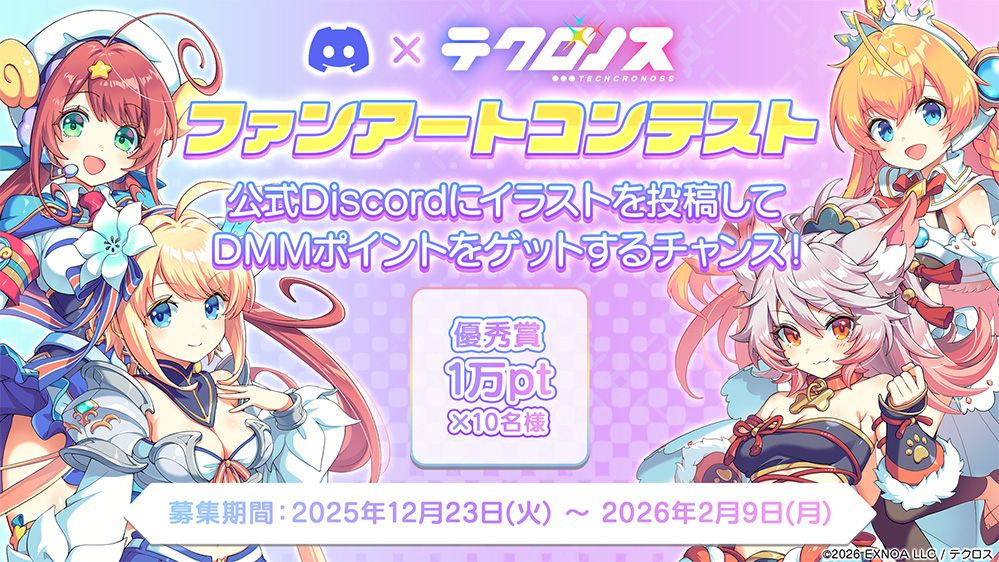 × テクロノス
TECHCRONOSS
ファンアートコンテスト
公式Discordにイラストを投稿して
DMMポイントをゲットするチャンス!
優秀賞
1万pt
×10名様
募集期間:2025年12月23日(火) ~ 2026年2月9日(月)
©2026 EXNOA LLC / テクロス